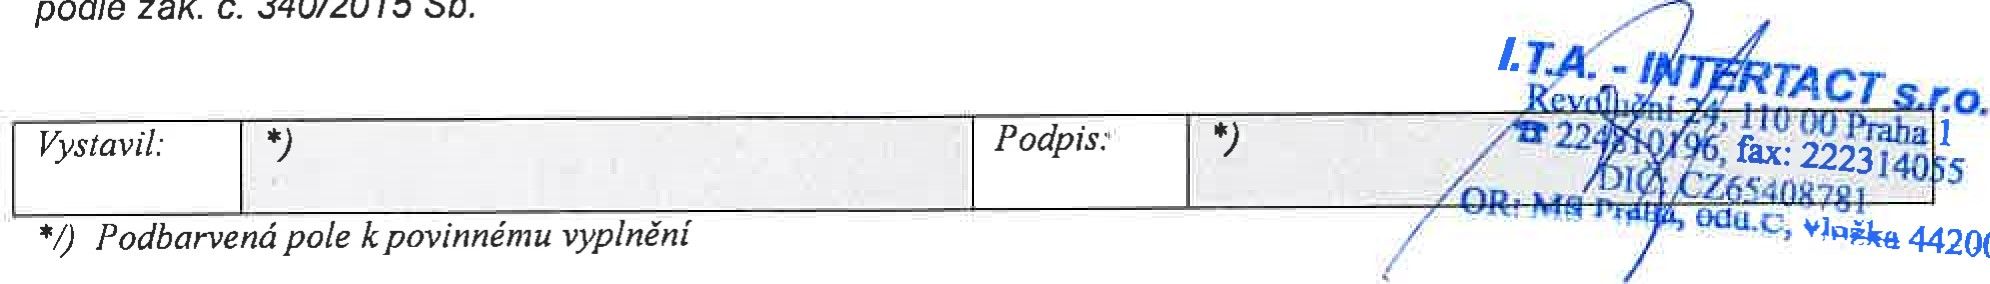 podle zák. č. 340/2015 Sb.
I.T.A. - INTERTACT s.r.o.
Revoluční 24, 110 00 Praha 1
☎ 224810196, fax: 222314055
DIČ: CZ65408781
OR: MS Praha, odd.C, vložka 44200
Vystavil: *) Podpis: *)
*/) Podbarvená pole k povinnému vyplnění